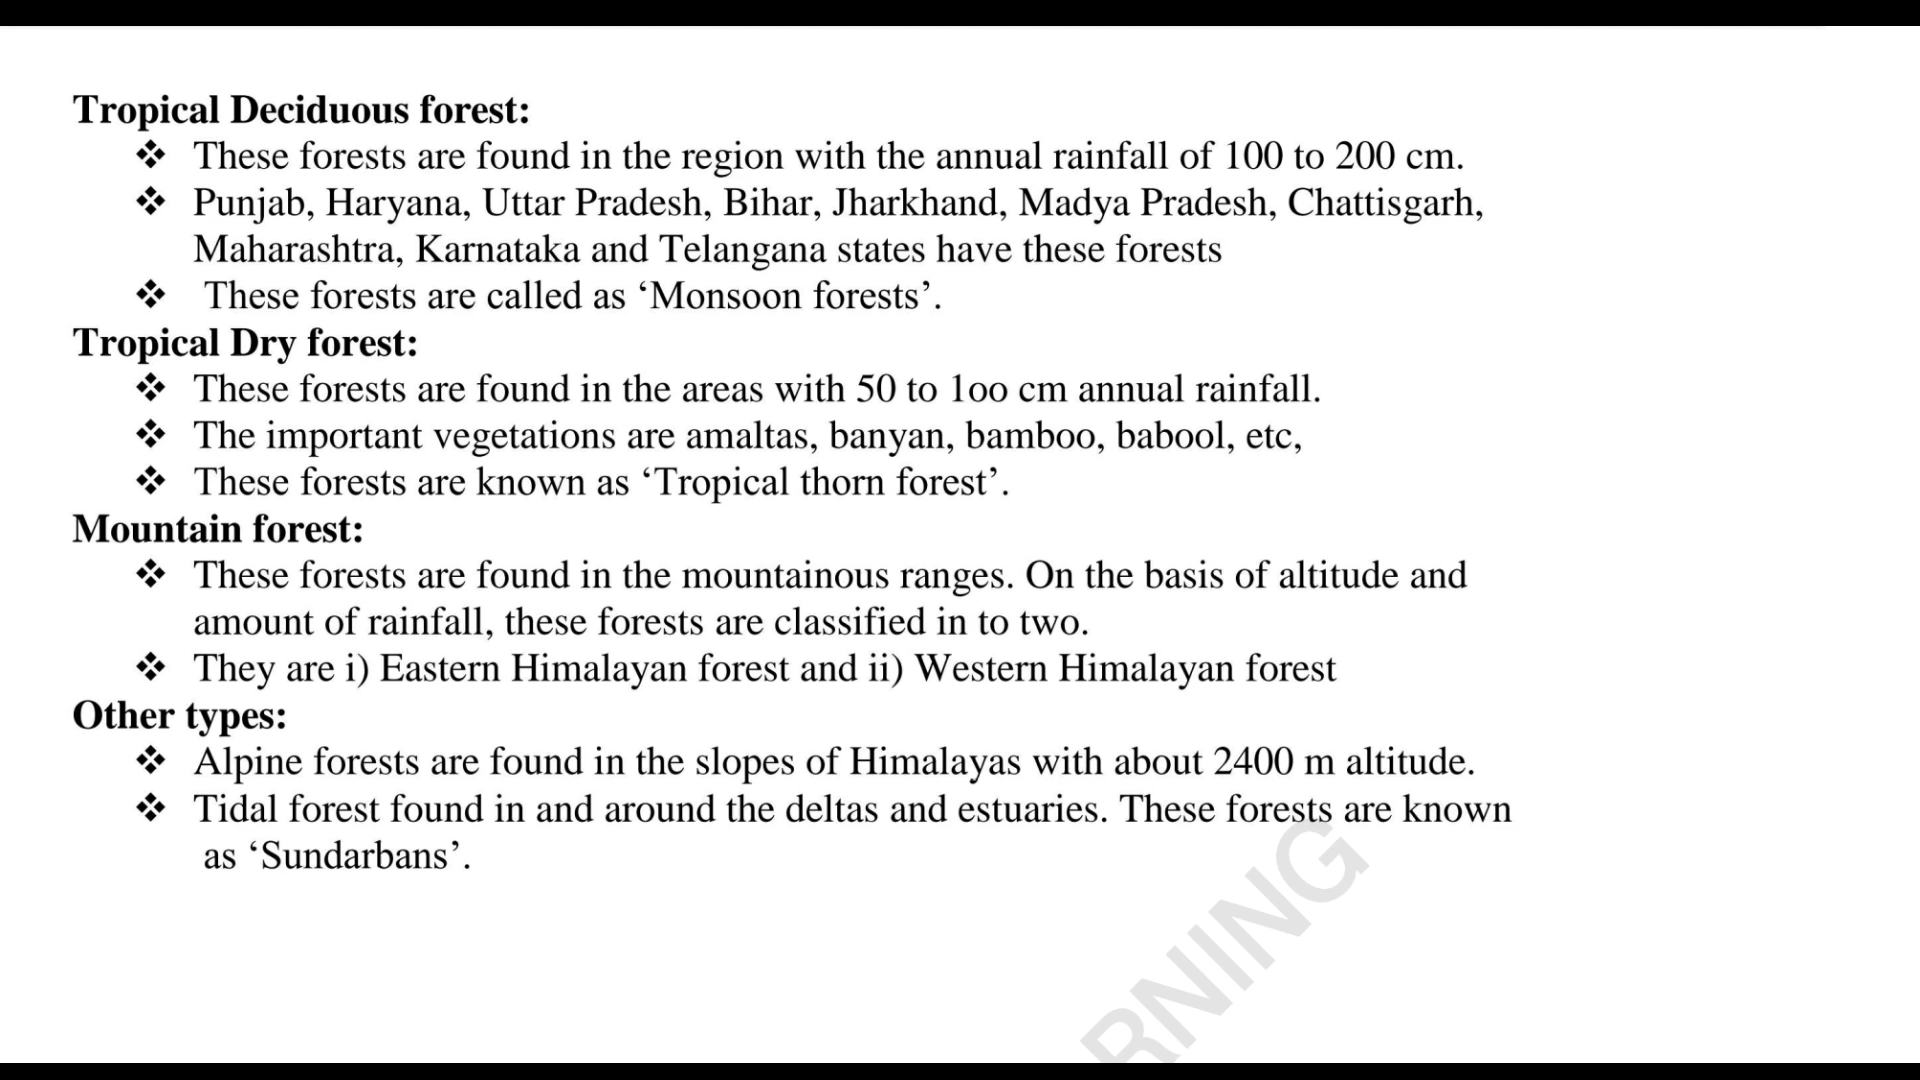 Tropical Deciduous forest:
❖ These forests are found in the region with the annual rainfall of 100 to 200 cm.
❖ Punjab, Haryana, Uttar Pradesh, Bihar, Jharkhand, Madya Pradesh, Chattisgarh,
Maharashtra, Karnataka and Telangana states have these forests
❖ These forests are called as ‘Monsoon forests’.
Tropical Dry forest:
❖ These forests are found in the areas with 50 to 1oo cm annual rainfall.
❖ The important vegetations are amaltas, banyan, bamboo, babool, etc,
❖ These forests are known as ‘Tropical thorn forest’.
Mountain forest:
❖ These forests are found in the mountainous ranges. On the basis of altitude and
amount of rainfall, these forests are classified in to two.
❖ They are i) Eastern Himalayan forest and ii) Western Himalayan forest
Other types:
❖ Alpine forests are found in the slopes of Himalayas with about 2400 m altitude.
❖ Tidal forest found in and around the deltas and estuaries. These forests are known
as ‘Sundarbans’.
RNING